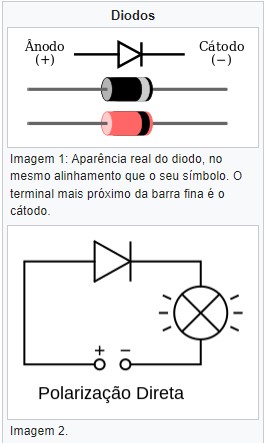 Diodos
Ânodo Cátodo
(+) (−)
Imagem 1: Aparência real do diodo, no
mesmo alinhamento que o seu símbolo. O
terminal mais próximo da barra fina é o
cátodo.
+ −
Polarização Direta
Imagem 2.